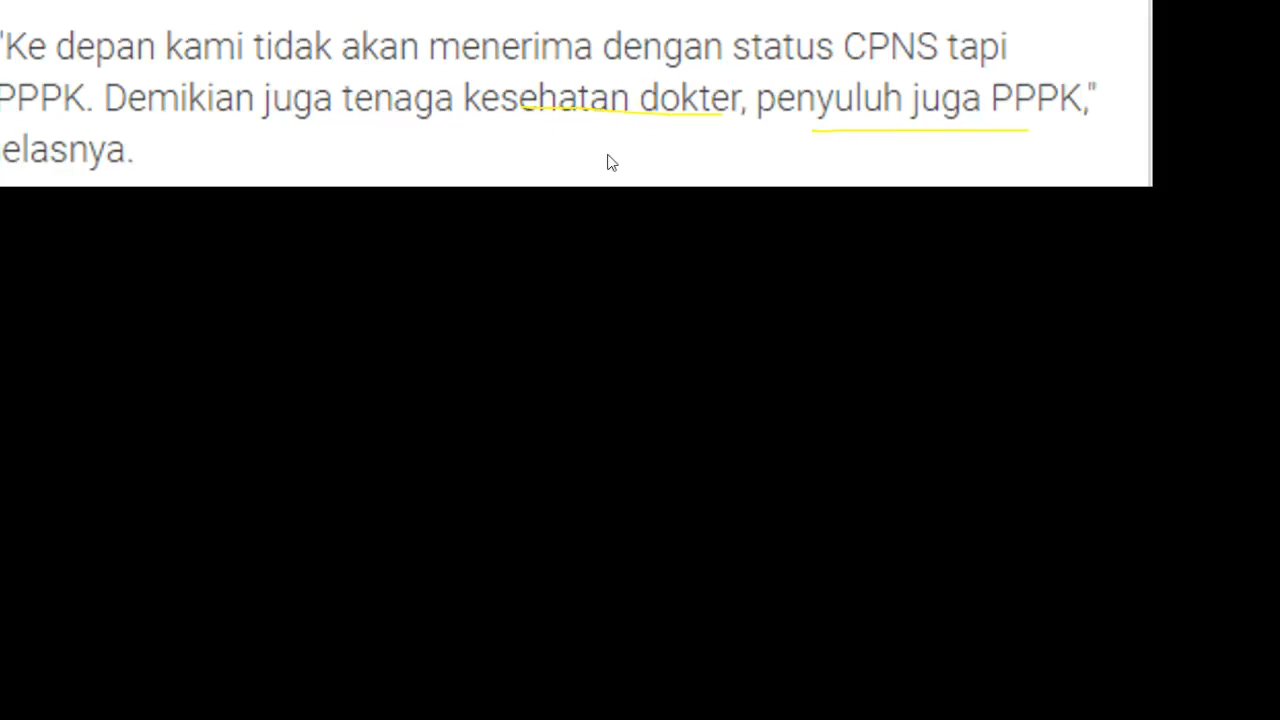 "Ke depan kami tidak akan menerima dengan status CPNS tapi
PPPK. Demikian juga tenaga kesehatan dokter, penyuluh juga PPPK,"
elasnya.